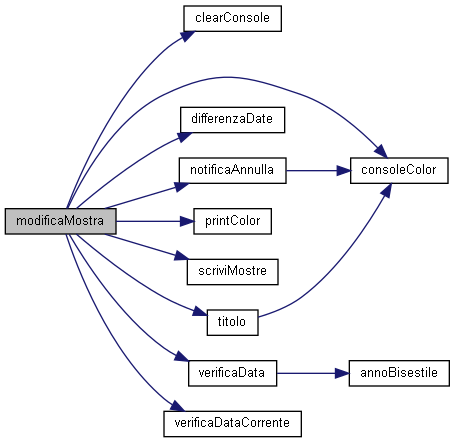 clearConsole
differenzaDate
notificaAnnulla
consoleColor
modificaMostra
printColor
scriviMostre
titolo
verificaData
annoBisestile
verificaDataCorrente